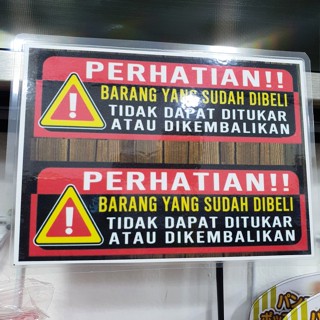 PERHATIAN!!
BARANG YANG SUDAH DIBELI
TIDAK DAPAT DITUKAR
ATAU DIKEMBALIKAN
PERHATIAN!!
BARANG YANG SUDAH DIBELI
TIDAK DAPAT DITUKAR
ATAU DIKEMBALIKAN